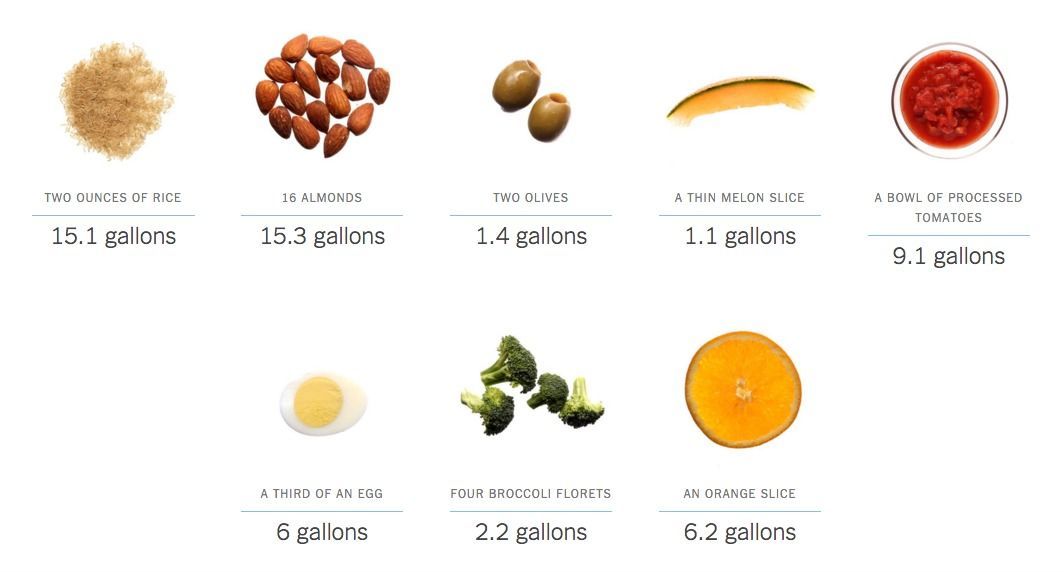 TWO OUNCES OF RICE
15.1 gallons
16 ALMONDS
15.3 gallons
TWO OLIVES
1.4 gallons
A THIN MELON SLICE
1.1 gallons
A BOWL OF PROCESSED
TOMATOES
9.1 gallons
A THIRD OF AN EGG
6 gallons
FOUR BROCCOLI FLORETS
2.2 gallons
AN ORANGE SLICE
6.2 gallons